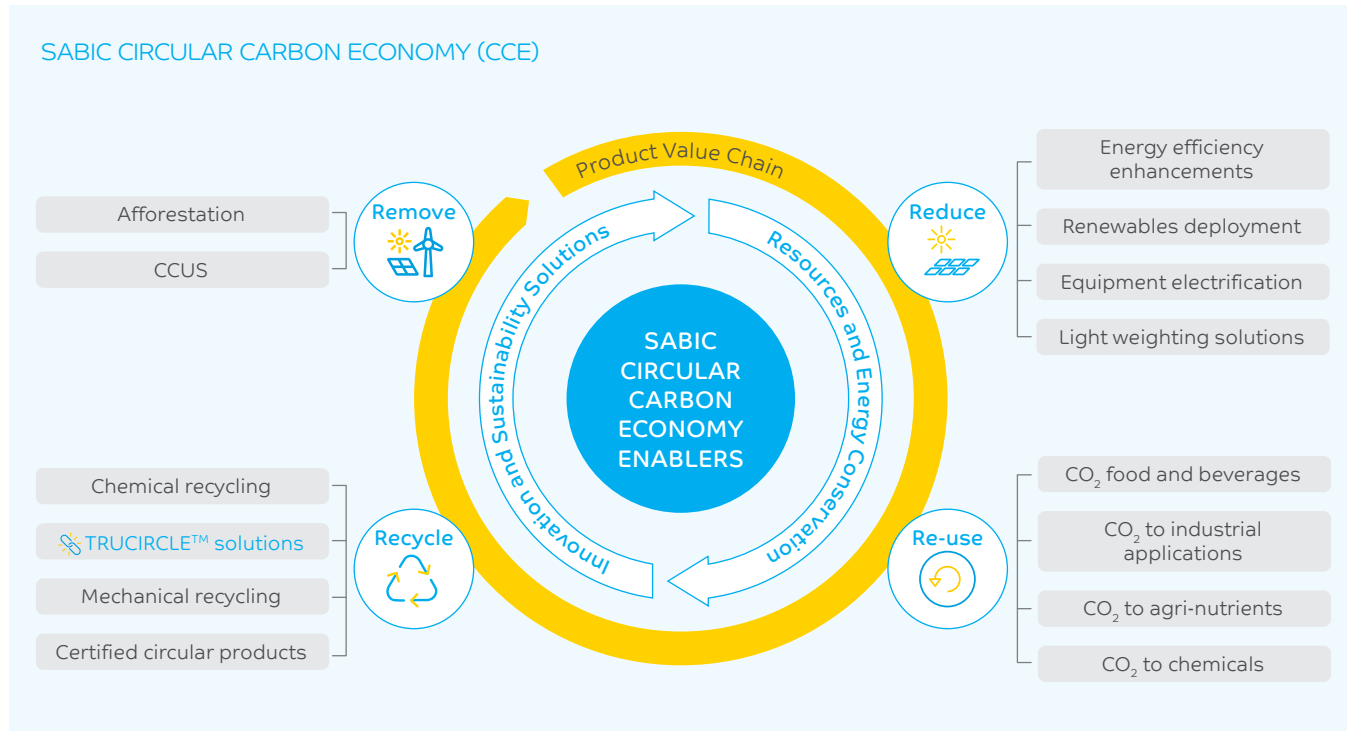 SABIC CIRCULAR CARBON ECONOMY (CCE)
Product Value Chain
Innovation and Sustainability Solutions
Resources and Energy Conservation
SABIC
CIRCULAR
CARBON
ECONOMY
ENABLERS
Remove
Afforestation
CCUS
Reduce
Energy efficiency
enhancements
Renewables deployment
Equipment electrification
Light weighting solutions
Recycle
Chemical recycling
TRUCIRCLE™ solutions
Mechanical recycling
Certified circular products
Re-use
CO₂ food and beverages
CO₂ to industrial
applications
CO₂ to agri-nutrients
CO₂ to chemicals